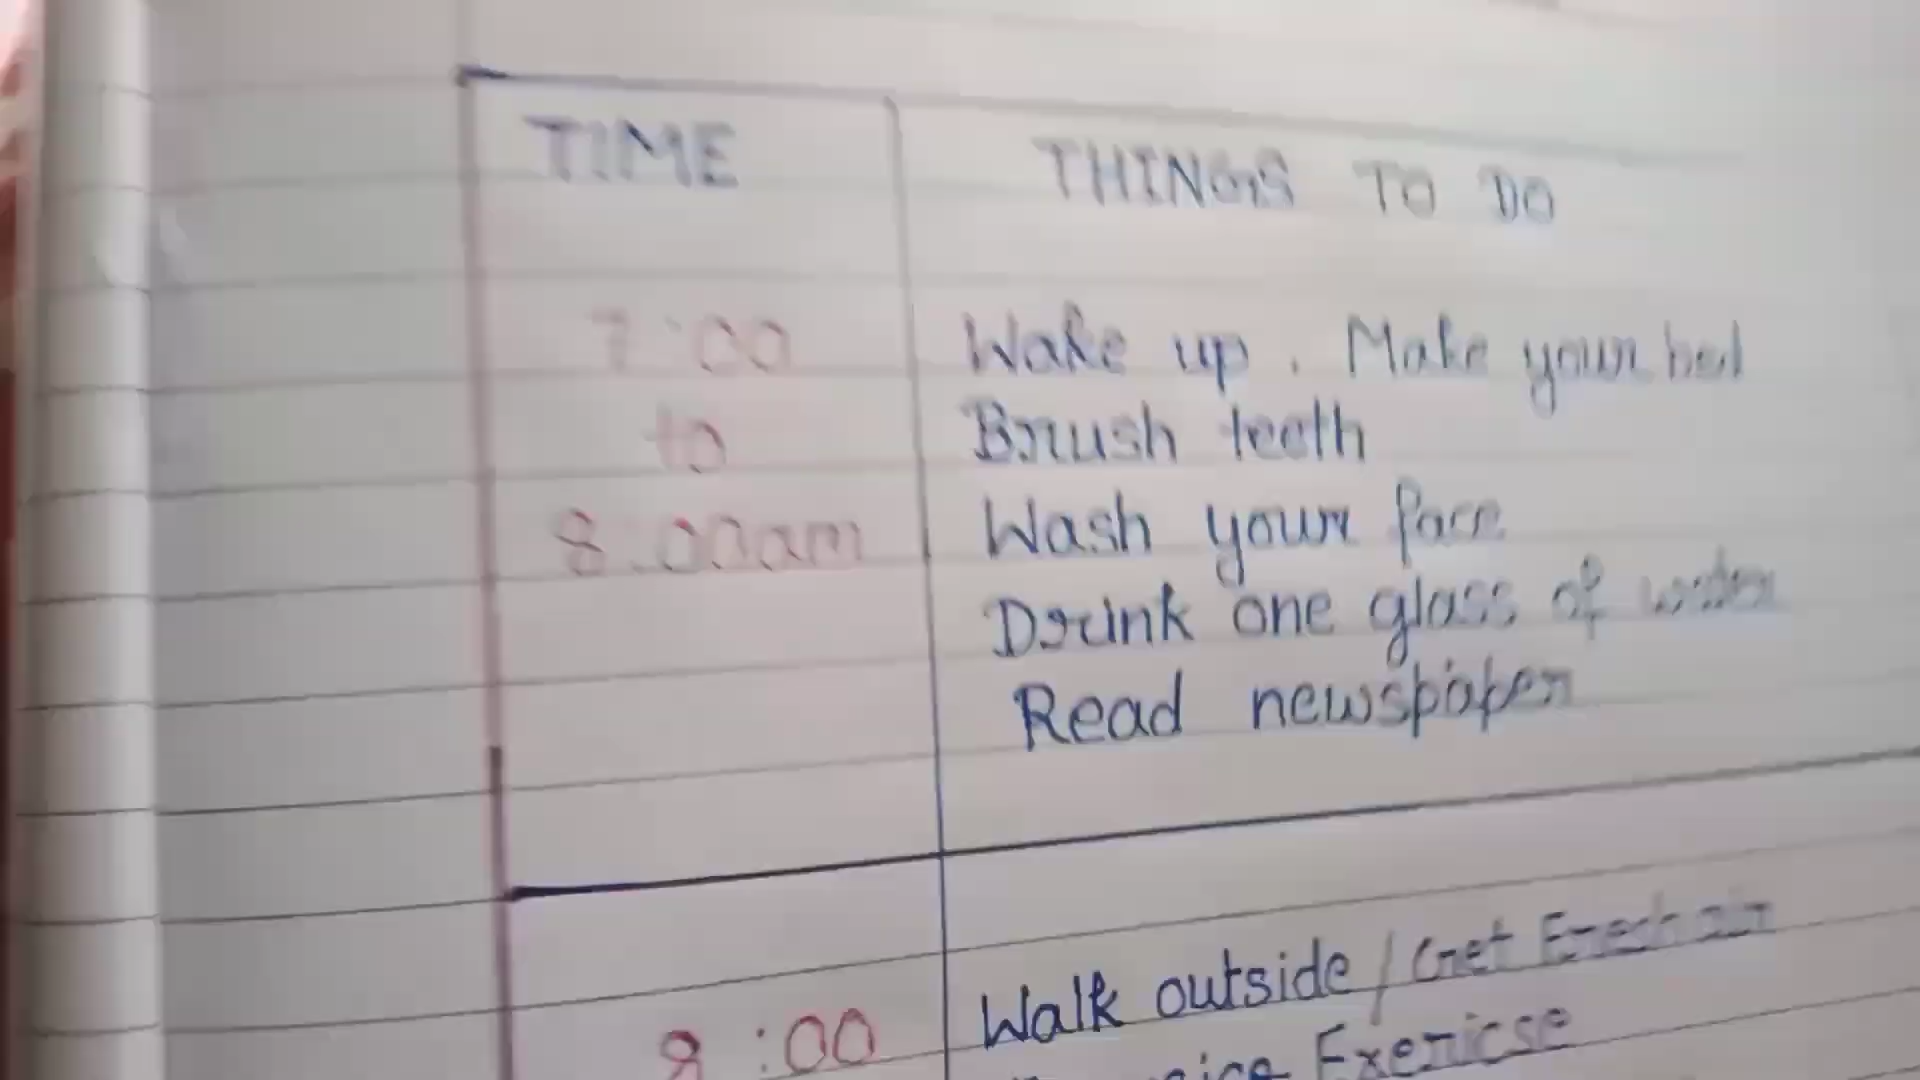 TIME THINGS TO DO
7:00 Wake up. Make your bed
to Brush teeth
8:00am Wash your face
Drink one glass of water
Read newspaper
8:00 Walk outside / Get Fresh air
Exericse